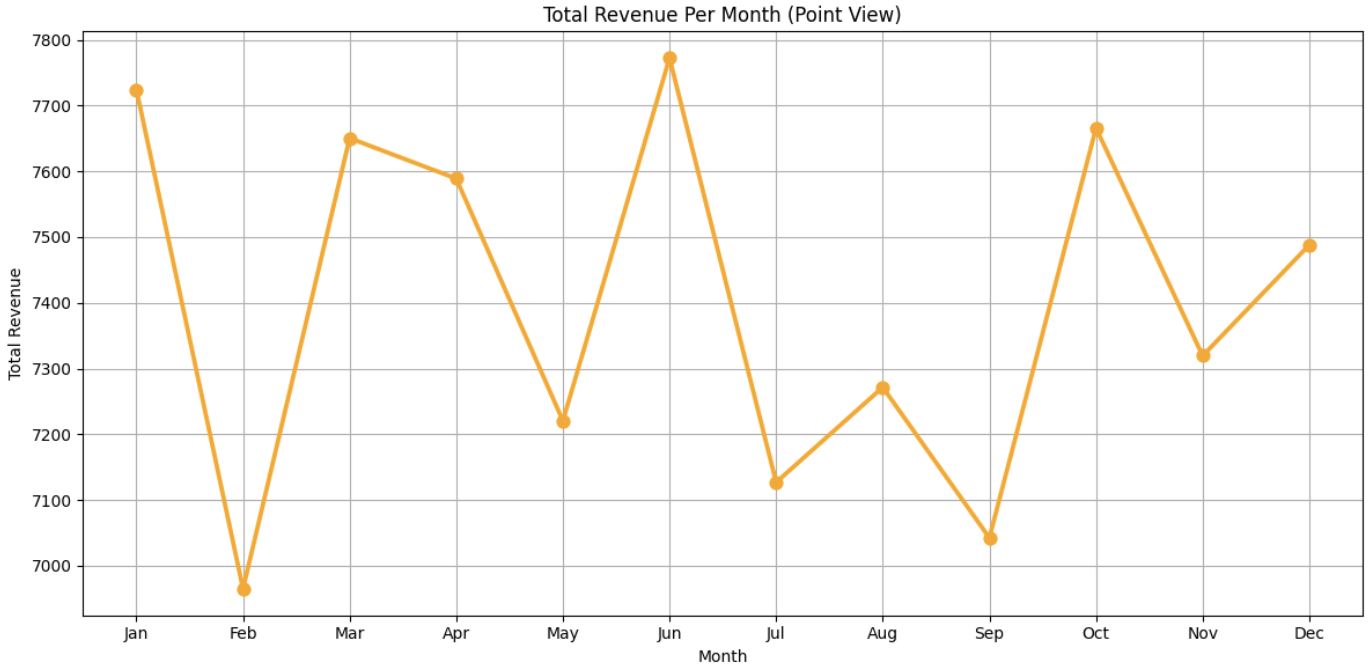 Total Revenue Per Month (Point View)
7800
7700
7600
7500
7400
7300
7200
7100
7000
Total Revenue
Jan Feb Mar Apr May Jun Jul Aug Sep Oct Nov Dec
Month